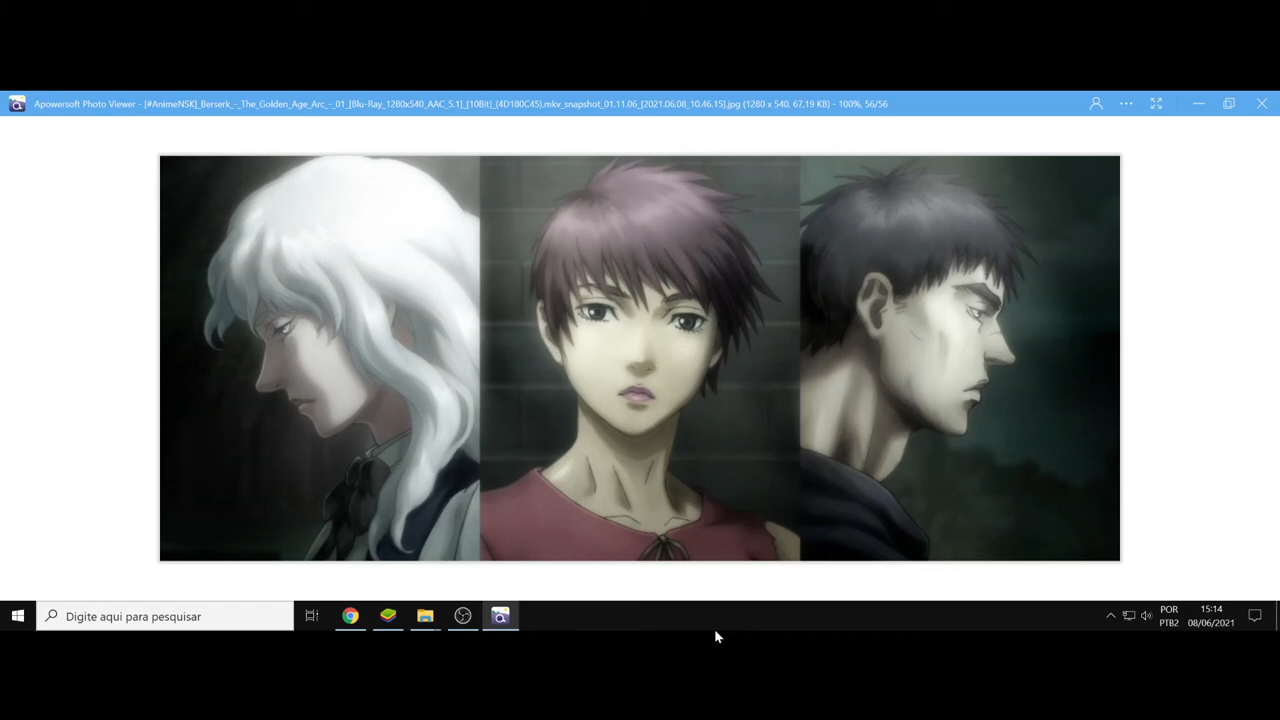 Apowersoft Photo Viewer - [#AnimeNSK]_Berserk_-_The_Golden_Age_Arc_-_01_[Blu-Ray_1280x540_AAC_5.1]_[10Bit]_(4D180C45).mkv_snapshot_01.11.06_[2021.06.08_10.46.15].jpg (1280 x 540, 67,19 KB) - 100%, 56/56
Digite aqui para pesquisar
POR 15:14
PTB2 08/06/2021